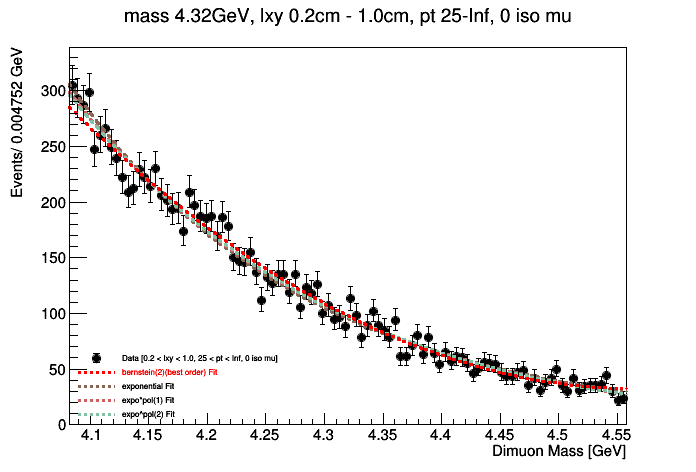 mass 4.32GeV, lxy 0.2cm - 1.0cm, pt 25-Inf, 0 iso mu
Events/ 0.004752 GeV
300
250
200
150
100
50
0
Data [0.2 < lxy < 1.0, 25 < pt < Inf, 0 iso mu]
bernstein(2)(best order) Fit
exponential Fit
expo*pol(1) Fit
expo*pol(2) Fit
4.1 4.15 4.2 4.25 4.3 4.35 4.4 4.45 4.5 4.55
Dimuon Mass [GeV]